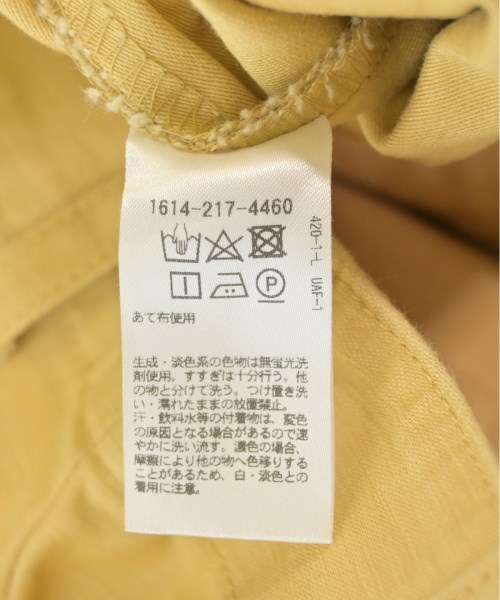 1614-217-4460
420-1-L UAF-1
P
あて布使用
生成・淡色系の色物は無蛍光洗
剤使用。すすぎは十分行う。他
の物と分けて洗う。つけ置き洗
い・濡れたままの放置禁止。
汗・飲料水等の付着物は、変色
の原因となる場合があるので速
やかに洗い流す。濃色の場合、
摩擦により他の物へ色移りする
ことがあるため、白・淡色との
着用に注意。